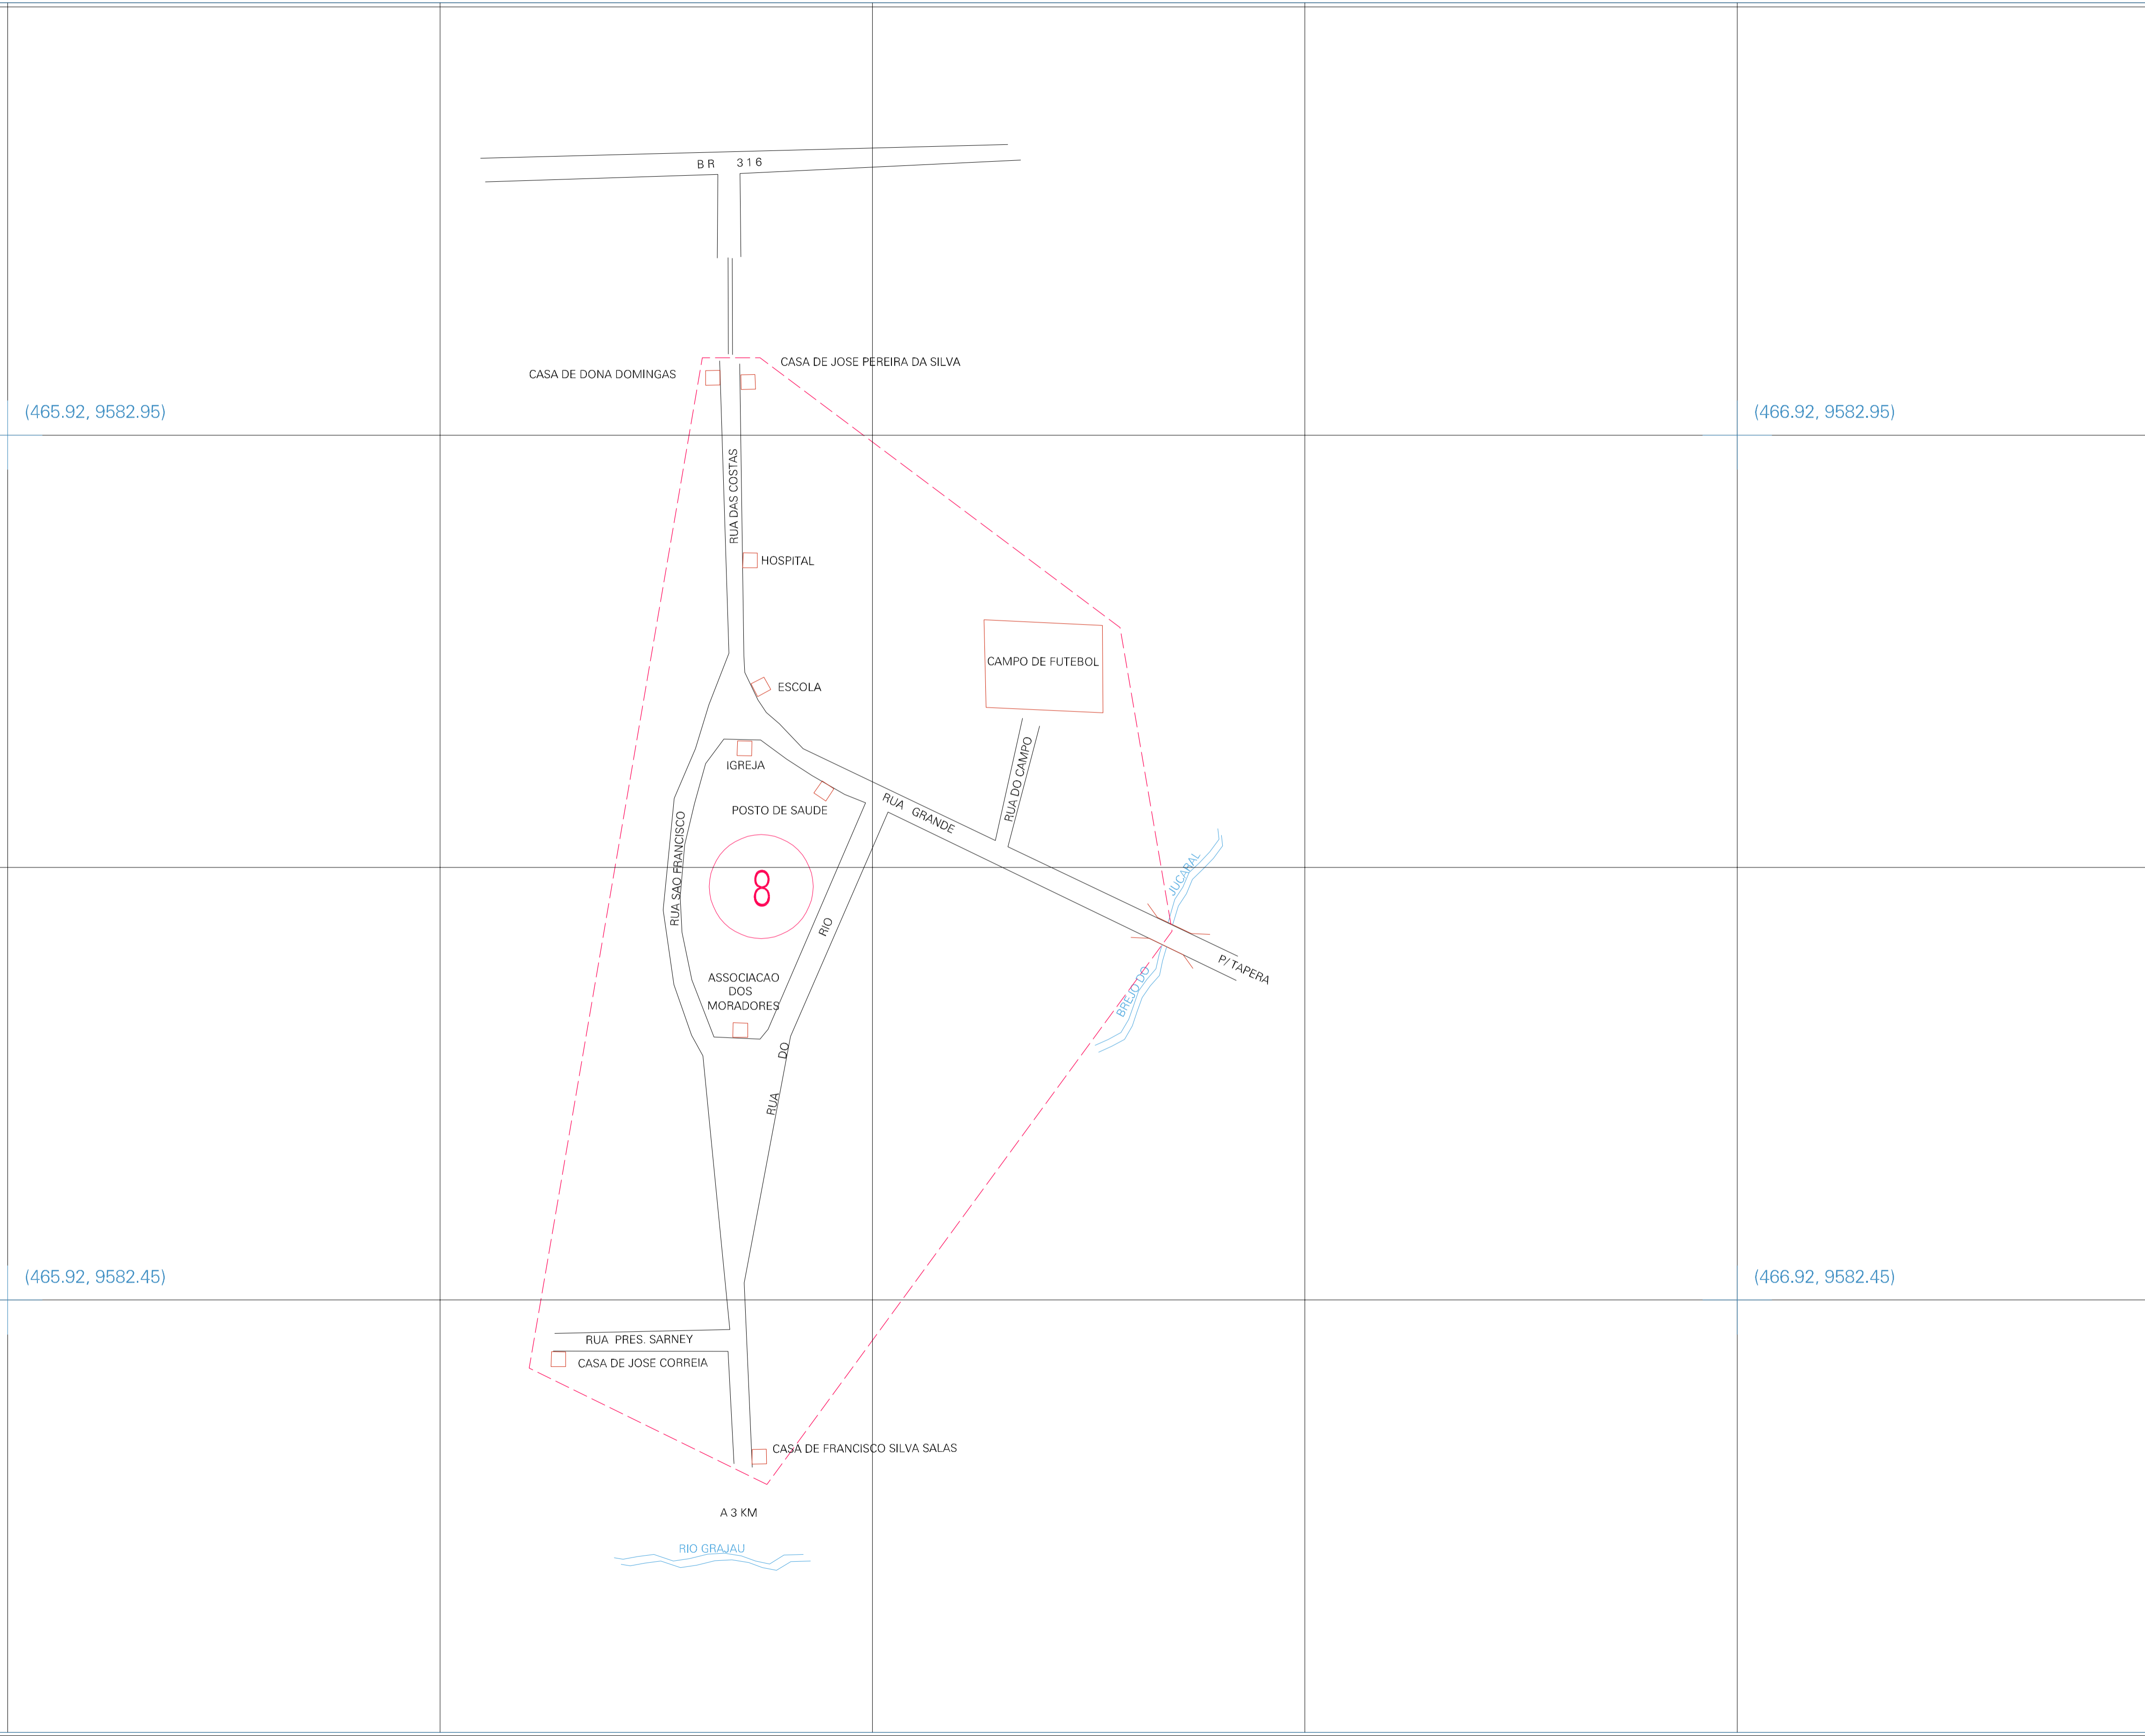 BR 316
CASA DE JOSE PEREIRA DA SILVA
CASA DE DONA DOMINGAS
(465.92, 9582.95)
(466.92, 9582.95)
RUA DAS COSTAS
HOSPITAL
CAMPO DE FUTEBOL
ESCOLA
RUA DO CAMPO
IGREJA
POSTO DE SAUDE
RUA GRANDE
RUA SAO FRANCISCO
8
BREJO DO JUCARAL
P/ TAPERA
ASSOCIACAO
DOS
MORADORES
RUA DO RIO
(465.92, 9582.45)
(466.92, 9582.45)
RUA PRES. SARNEY
CASA DE JOSE CORREIA
CASA DE FRANCISCO SILVA SALAS
A 3 KM
RIO GRAJAU